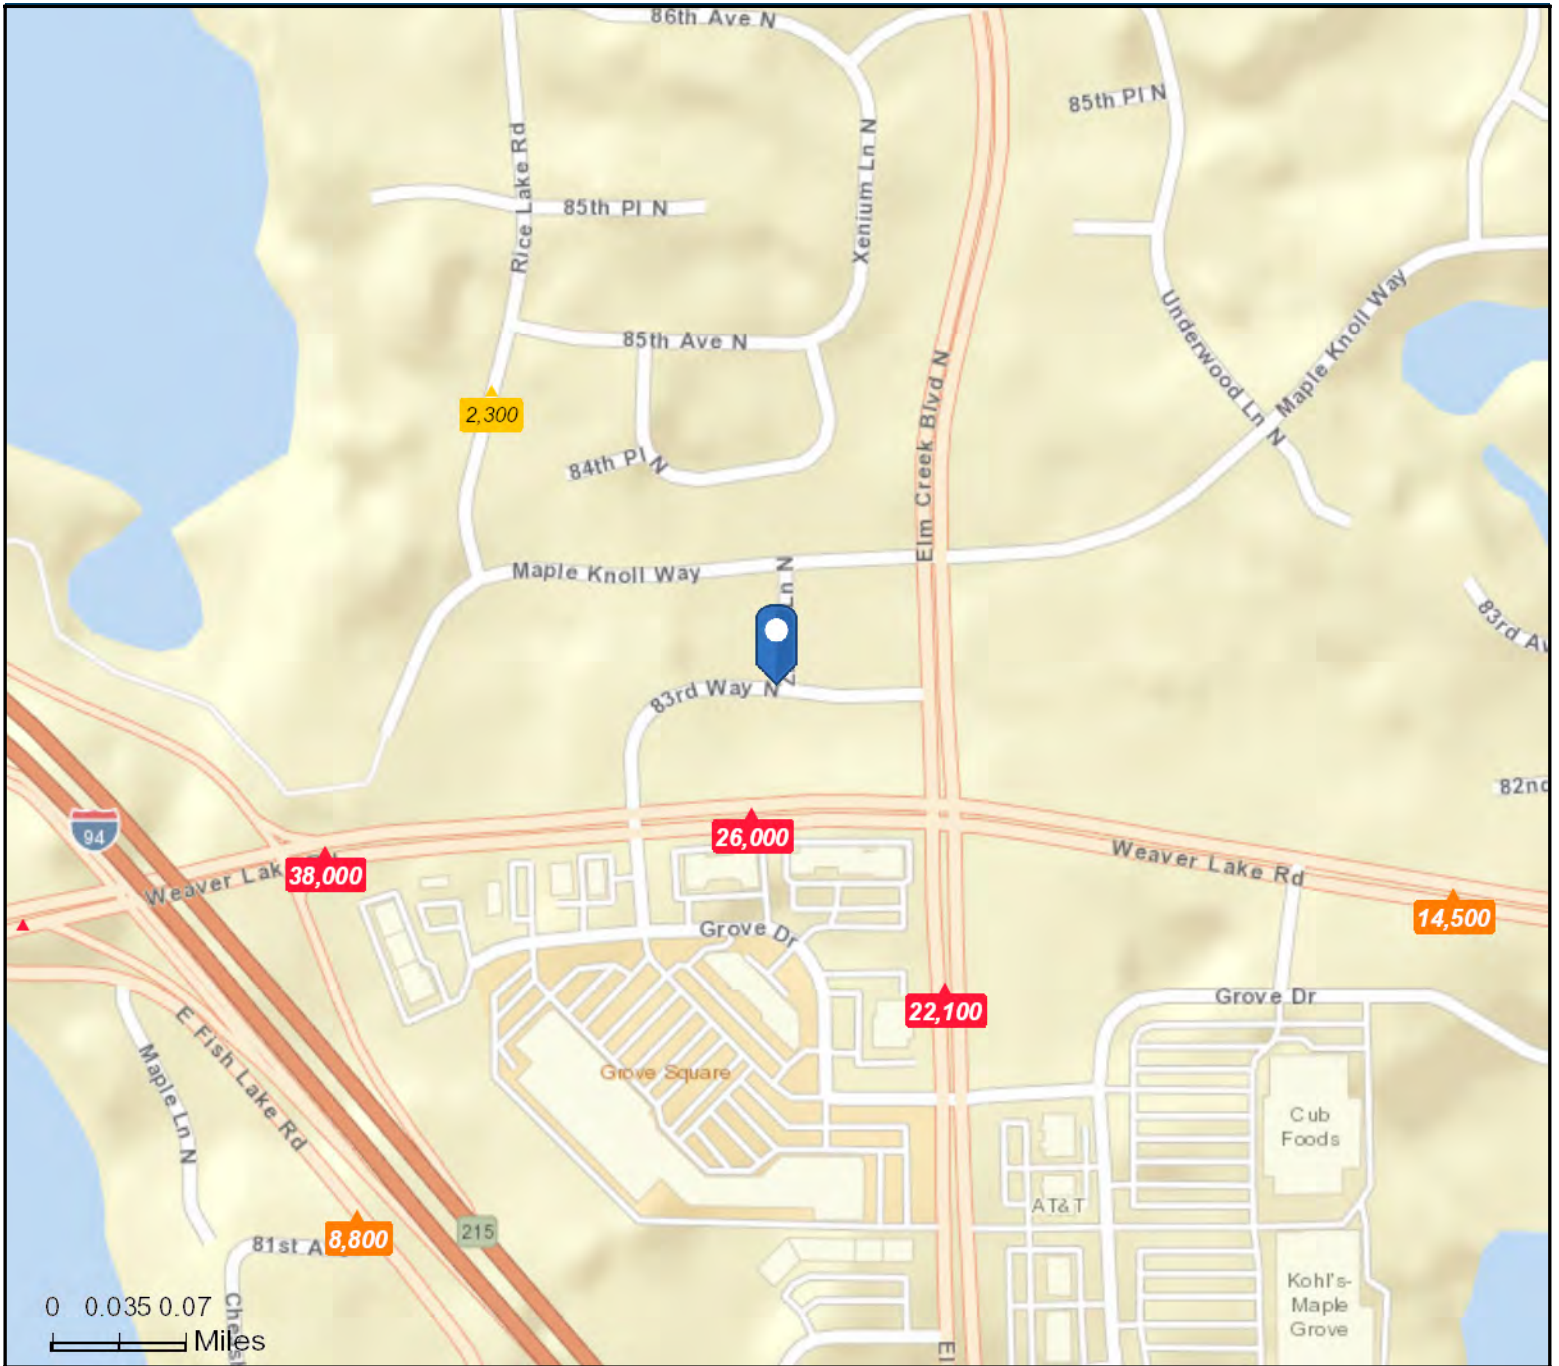 86th Ave N
85th Pl N
Rice Lake Rd
Xenium Ln N
85th Pl N
85th Ave N
Underwood Ln N
Maple Knoll Way
Elm Creek Blvd N
2,300
84th Pl N
Maple Knoll Way
Ln N
83rd Way N
83rd Av
82nd
94
26,000
38,000
Weaver Lak
Weaver Lake Rd
14,500
Grove Dr
Grove Dr
22,100
E Fish Lake Rd
Maple Ln N
Grove Square
Cub
Foods
AT&T
215
8,800
81st A
Kohl's-
Maple
Grove
0 0.035 0.07
Miles
El